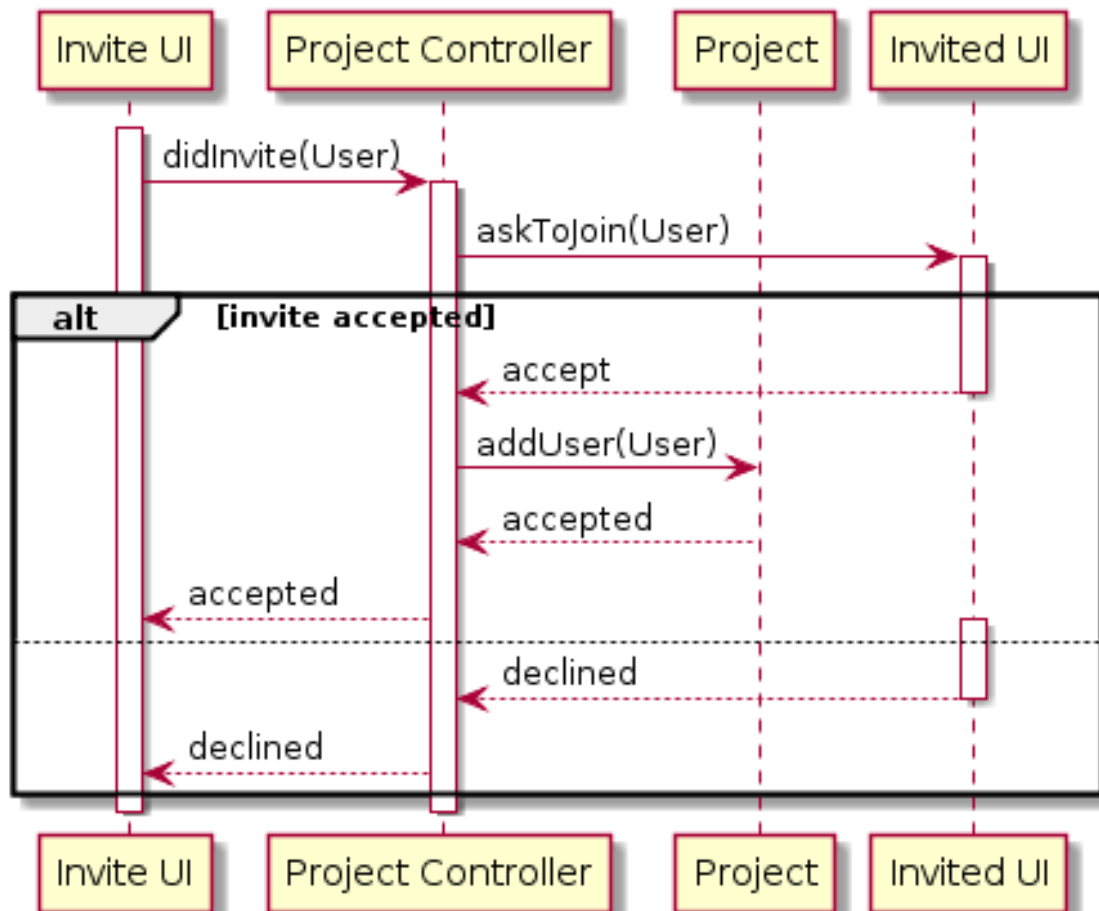 Invite UI
Project Controller
Project
Invited UI
didInvite(User)
askToJoin(User)
alt
[invite accepted]
accept
addUser(User)
accepted
accepted
declined
declined
Invite UI
Project Controller
Project
Invited UI